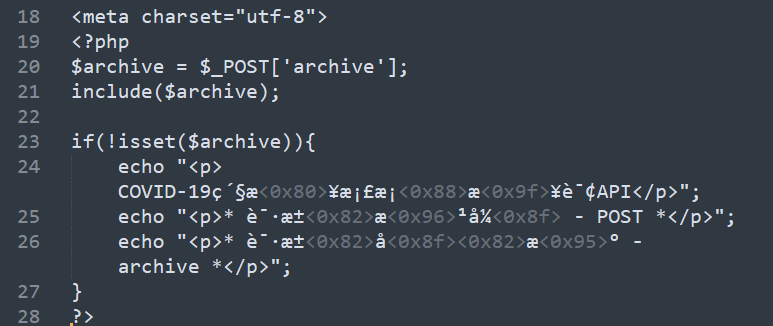 18 <meta charset="utf-8">
19 <?php
20 $archive = $_POST['archive'];
21 include($archive);
22
23 if(!isset($archive)){
24 echo "<p>
COVID-19ç´§æ<0x80>¥æ¡£æ¡<0x88>æ<0x9f>¥è¯¢API</p>";
25 echo "<p>* è¯·æ±<0x82>æ<0x96>¹å¼<0x8f> - POST *</p>";
26 echo "<p>* è¯·æ±<0x82>å<0x8f><0x82>æ<0x95>° -
archive *</p>";
27 }
28 ?>